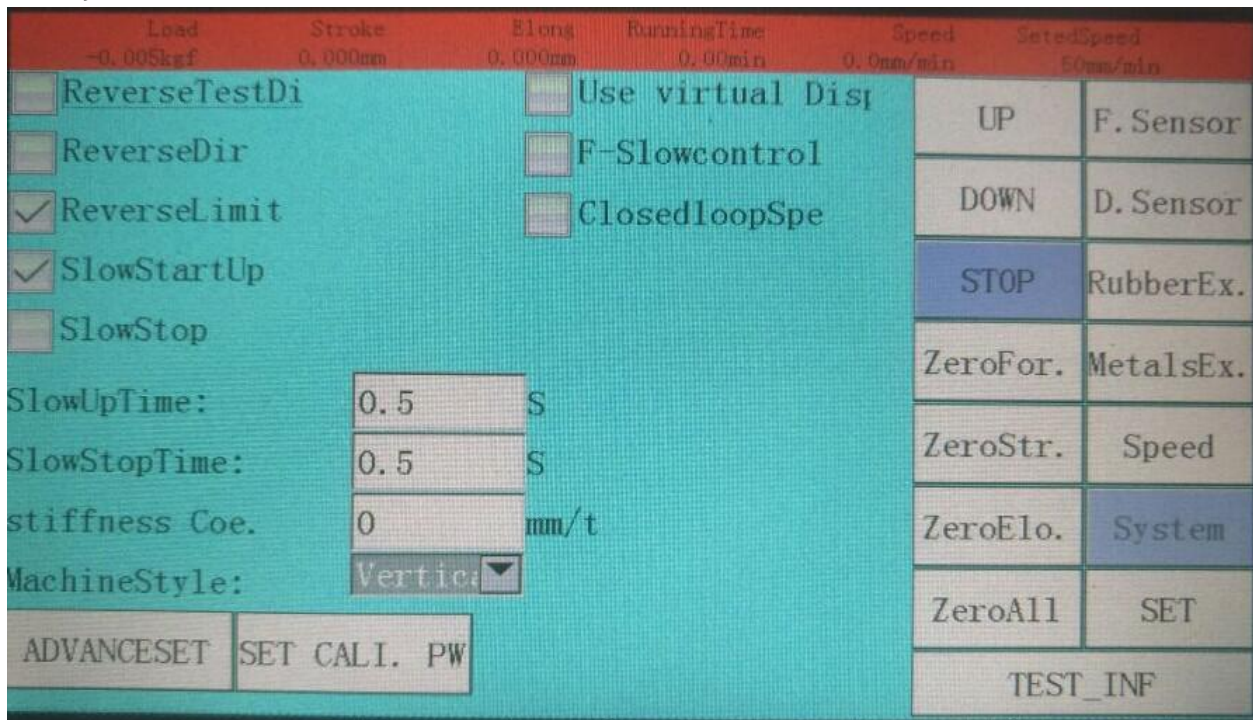 Load Stroke Elong RunningTime Speed SetedSpeed
-0.005kgf 0.000mm 0.000mm 0.00min 0.0mm/min 50mm/min
ReverseTestDi
ReverseDir
ReverseLimit
SlowStartUp
SlowStop
Use virtual Disp
F-Slowcontrol
ClosedloopSpe
SlowUpTime: 0.5 S
SlowStopTime: 0.5 S
stiffness Coe. 0 mm/t
MachineStyle: Vertica
ADVANCESET SET CALI. PW
UP F.Sensor
DOWN D.Sensor
STOP RubberEx.
ZeroFor. MetalsEx.
ZeroStr. Speed
ZeroElo. System
ZeroAll SET
TEST_INF